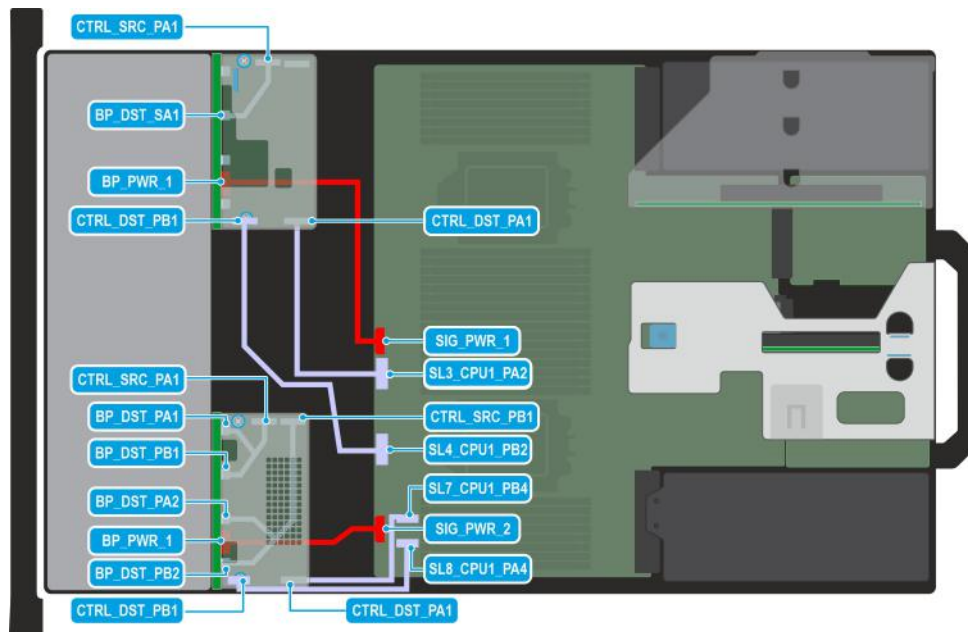 CTRL_SRC_PA1
BP_DST_SA1
BP_PWR_1
CTRL_DST_PB1
CTRL_DST_PA1
SIG_PWR_1
SL3_CPU1_PA2
CTRL_SRC_PA1
BP_DST_PA1
CTRL_SRC_PB1
BP_DST_PB1
SL4_CPU1_PB2
SL7_CPU1_PB4
BP_DST_PA2
SIG_PWR_2
BP_PWR_1
BP_DST_PB2
SL8_CPU1_PA4
CTRL_DST_PB1
CTRL_DST_PA1